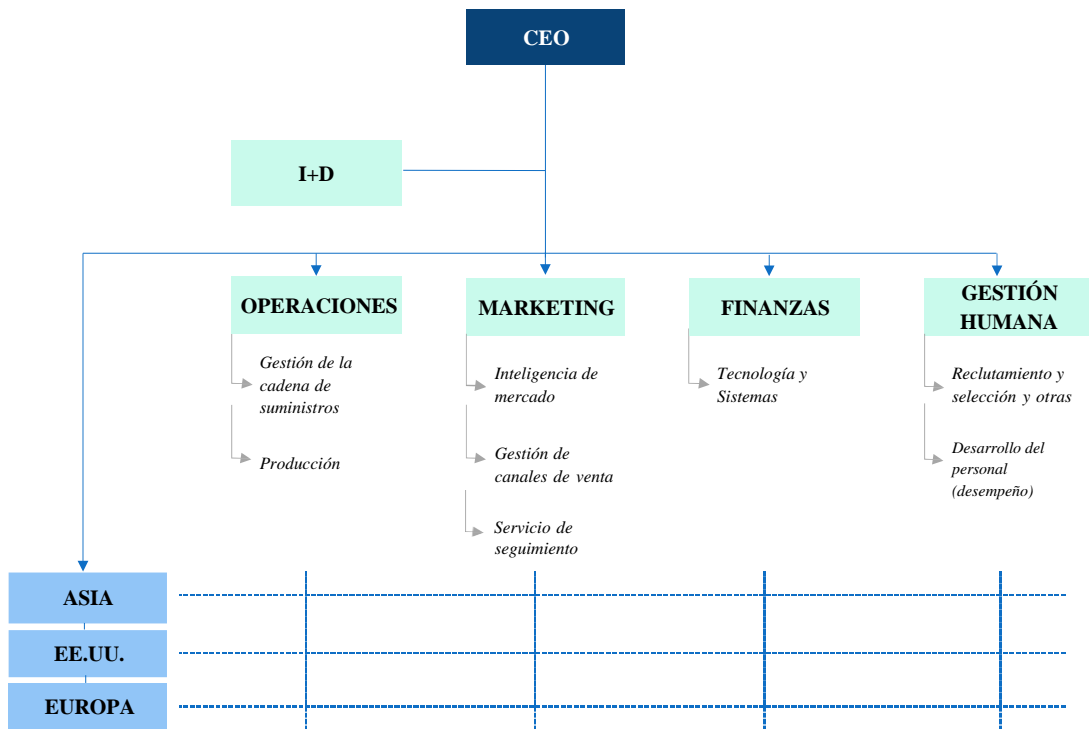 CEO
I+D
OPERACIONES
Gestión de la
cadena de
suministros
Producción
MARKETING
Inteligencia de
mercado
Gestión de
canales de venta
Servicio de
seguimiento
FINANZAS
Tecnología y
Sistemas
GESTIÓN
HUMANA
Reclutamiento y
selección y otras
Desarrollo del
personal
(desempeño)
ASIA
EE.UU.
EUROPA